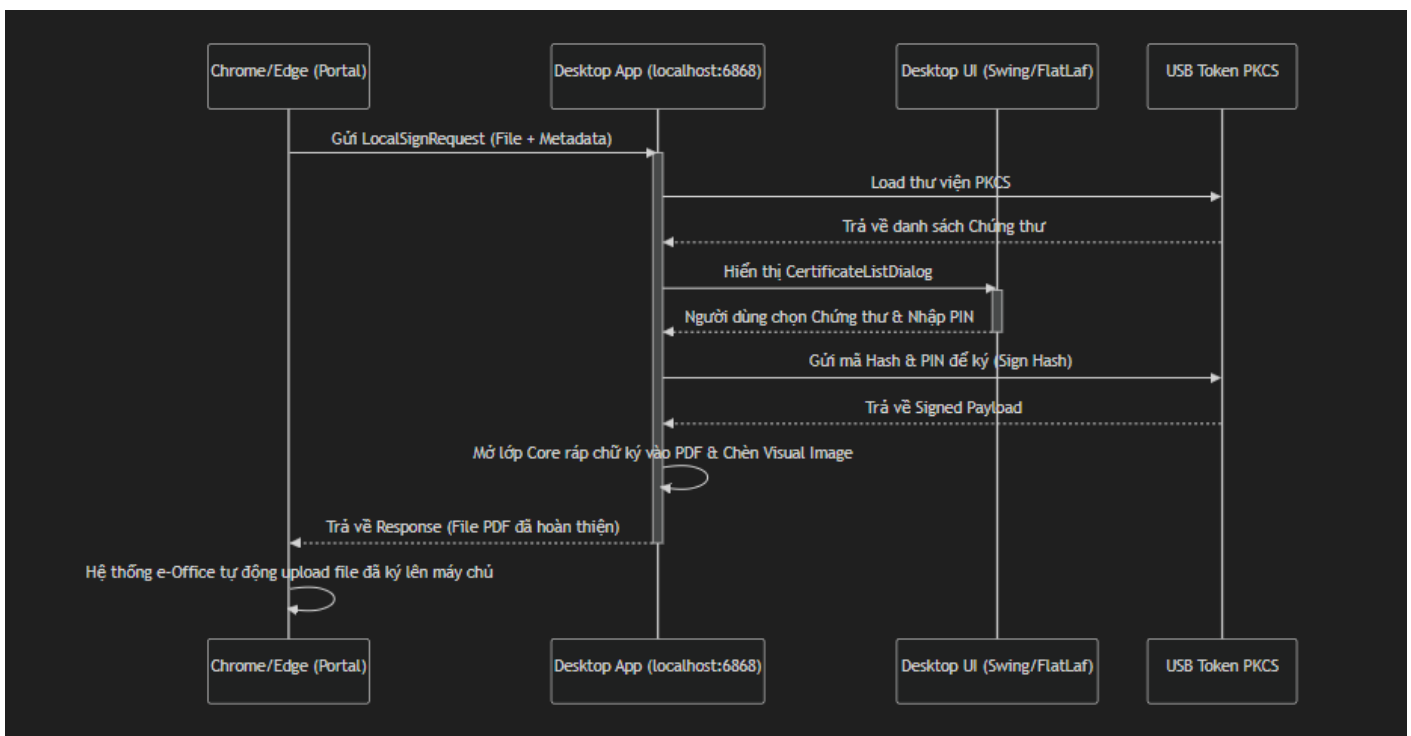 Chrome/Edge (Portal)
Desktop App (localhost:6868)
Desktop UI (Swing/FlatLaf)
USB Token PKCS
Gửi LocalSignRequest (File + Metadata)
Load thư viện PKCS
Trả về danh sách Chứng thư
Hiển thị CertificateListDialog
Người dùng chọn Chứng thư & Nhập PIN
Gửi mã Hash & PIN để ký (Sign Hash)
Trả về Signed Payload
Mở lớp Core ráp chữ ký vào PDF & Chèn Visual Image
Trả về Response (File PDF đã hoàn thiện)
Hệ thống e-Office tự động upload file đã ký lên máy chủ
Chrome/Edge (Portal)
Desktop App (localhost:6868)
Desktop UI (Swing/FlatLaf)
USB Token PKCS